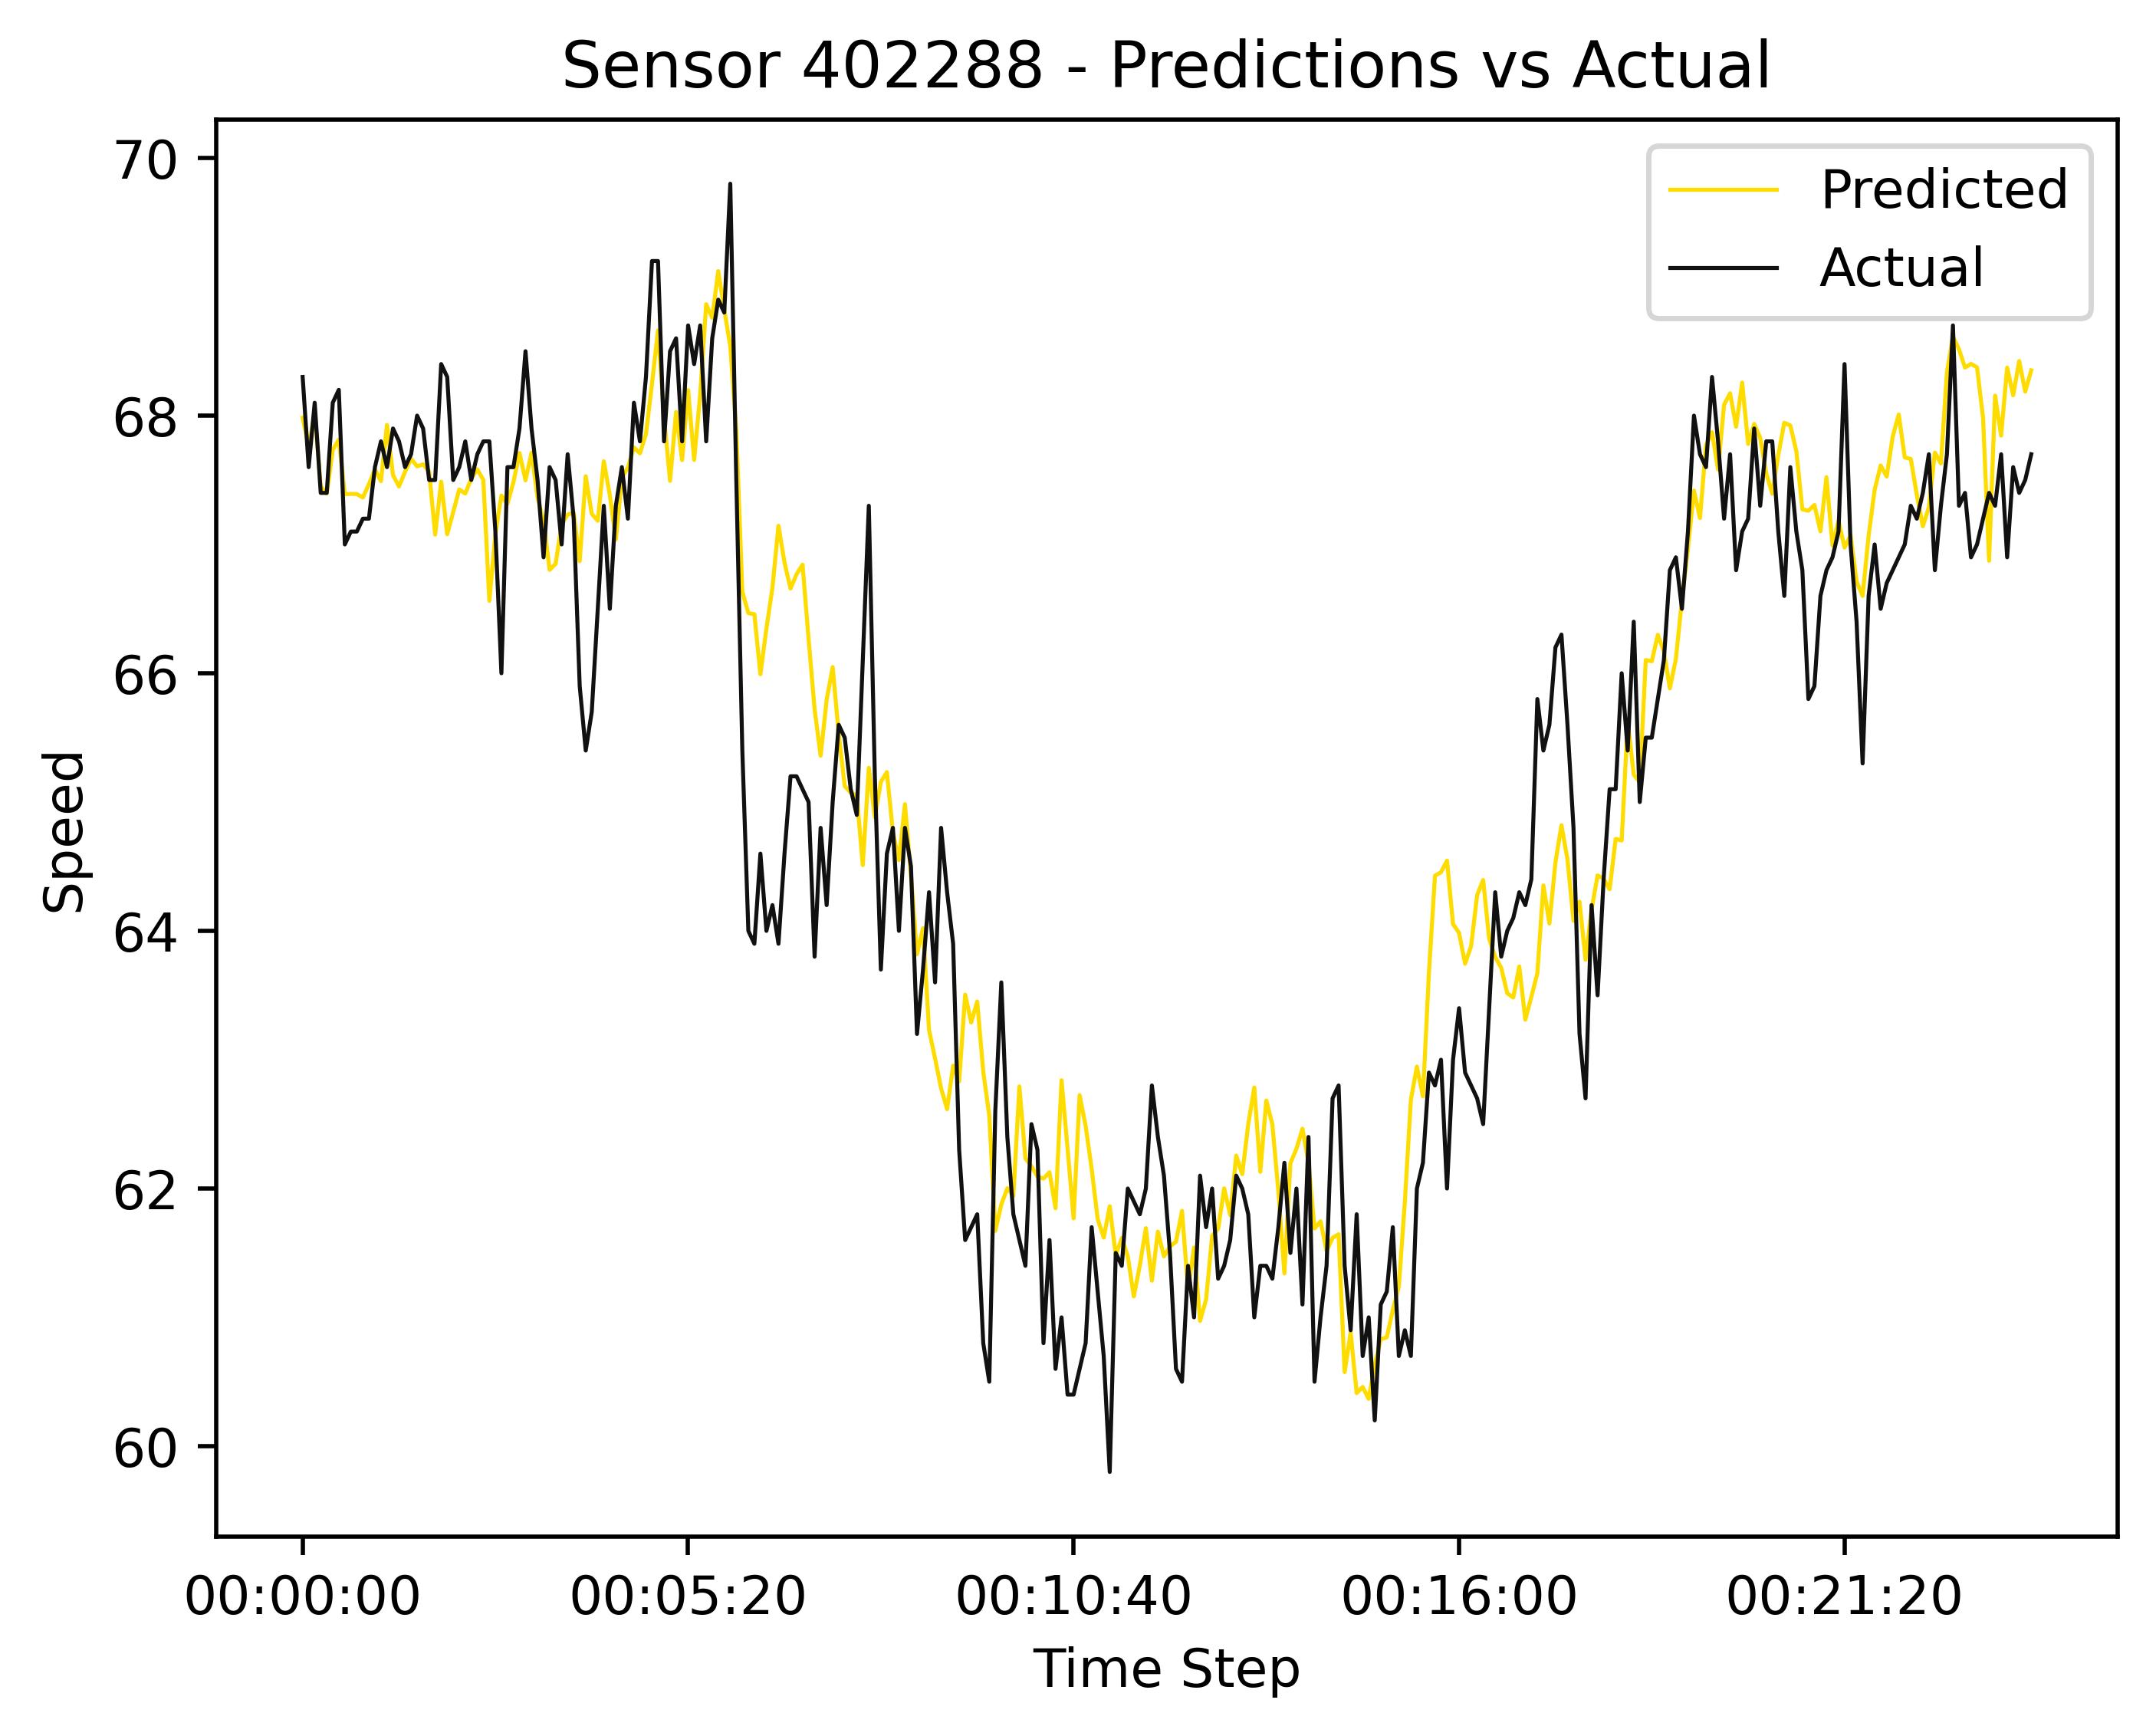 Sensor 402288 - Predictions vs Actual
70
68
66
64
62
60
Speed
Predicted
Actual
00:00:00 00:05:20 00:10:40 00:16:00 00:21:20
Time Step